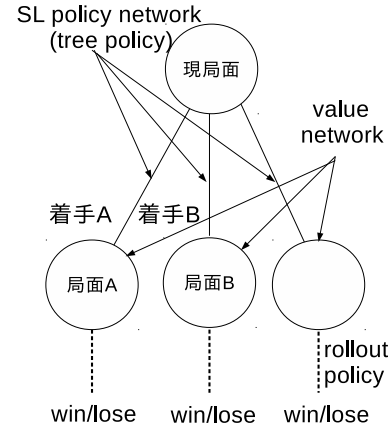 SL policy network
(tree policy)
現局面
value
network
着手A
着手B
局面A
局面B
rollout
policy
win/lose
win/lose
win/lose